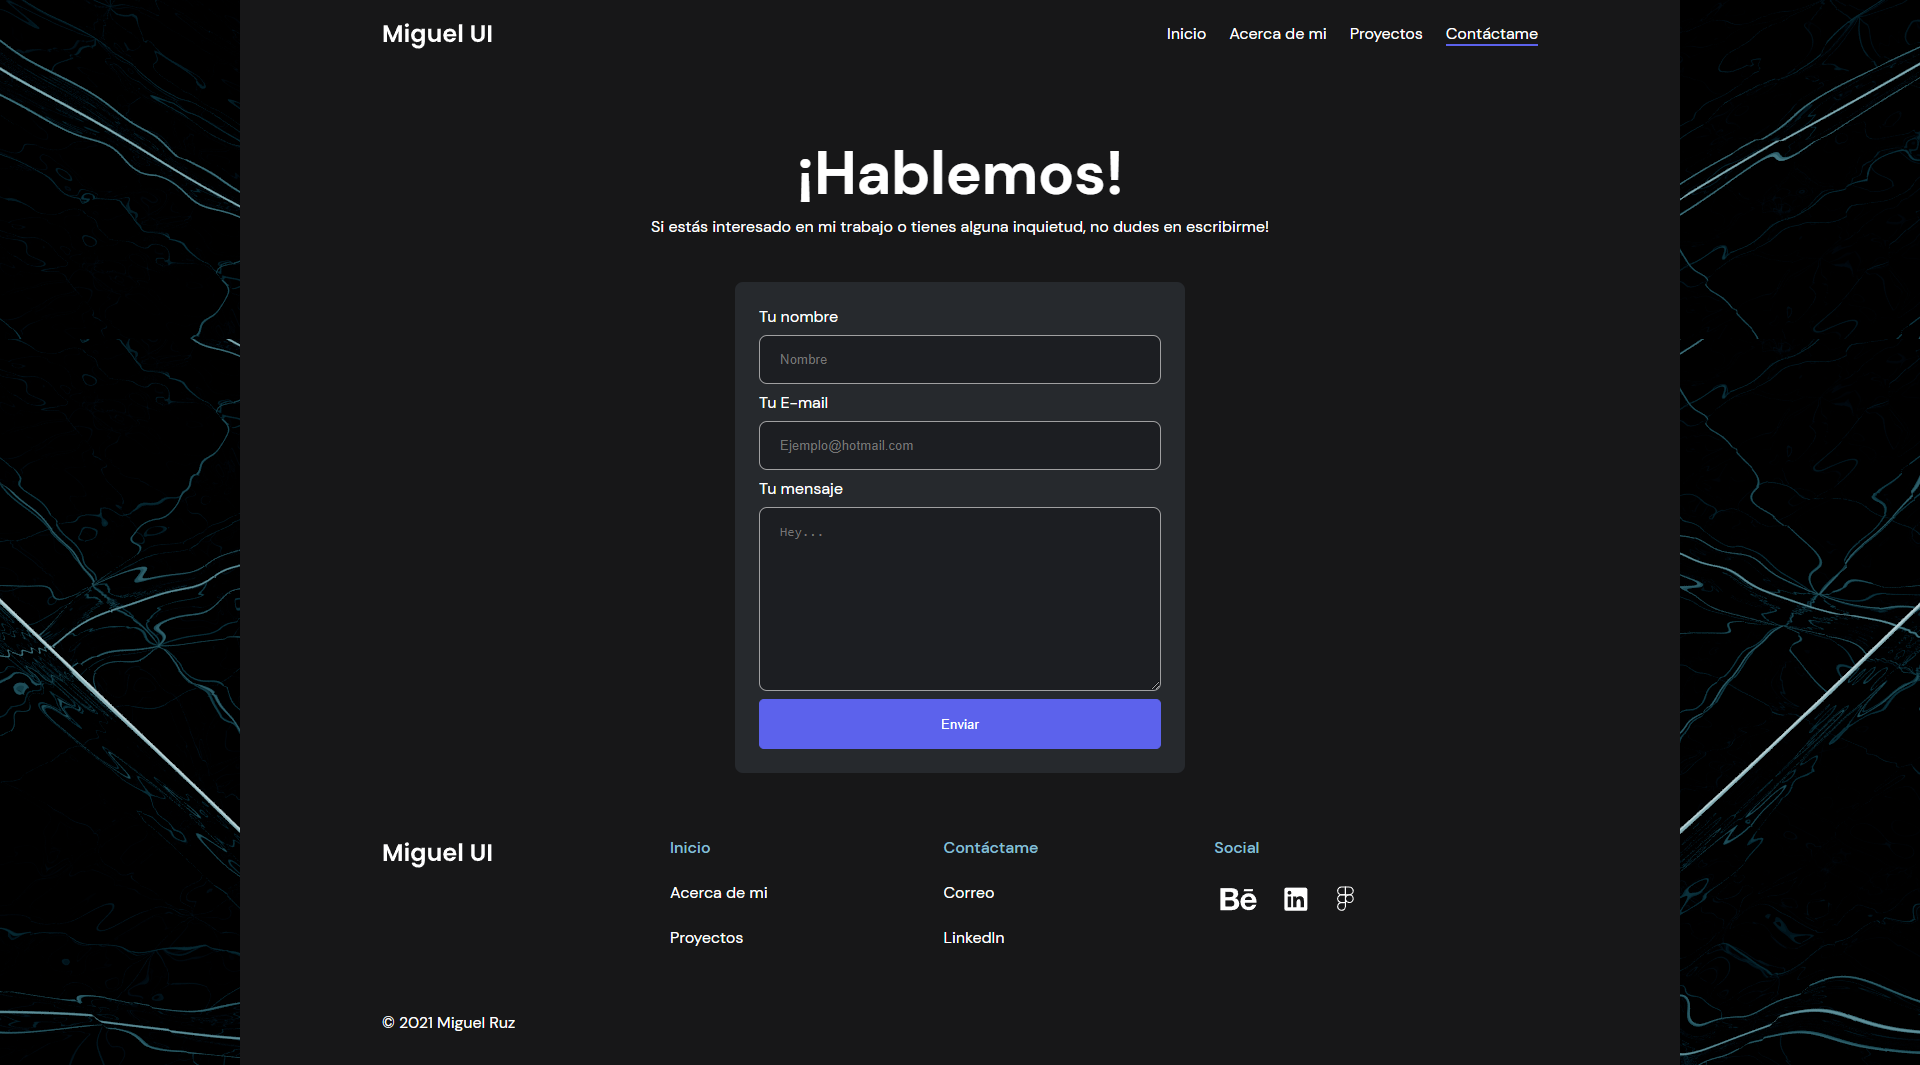 Miguel UI
Inicio Acerca de mi Proyectos Contáctame
¡Hablemos!
Si estás interesado en mi trabajo o tienes alguna inquietud, no dudes en escribirme!
Tu nombre
Nombre
Tu E-mail
Ejemplo@hotmail.com
Tu mensaje
Hey...
Enviar
Miguel UI
Inicio
Acerca de mi
Proyectos
Contáctame
Correo
LinkedIn
Social
Bē
in
© 2021 Miguel Ruz